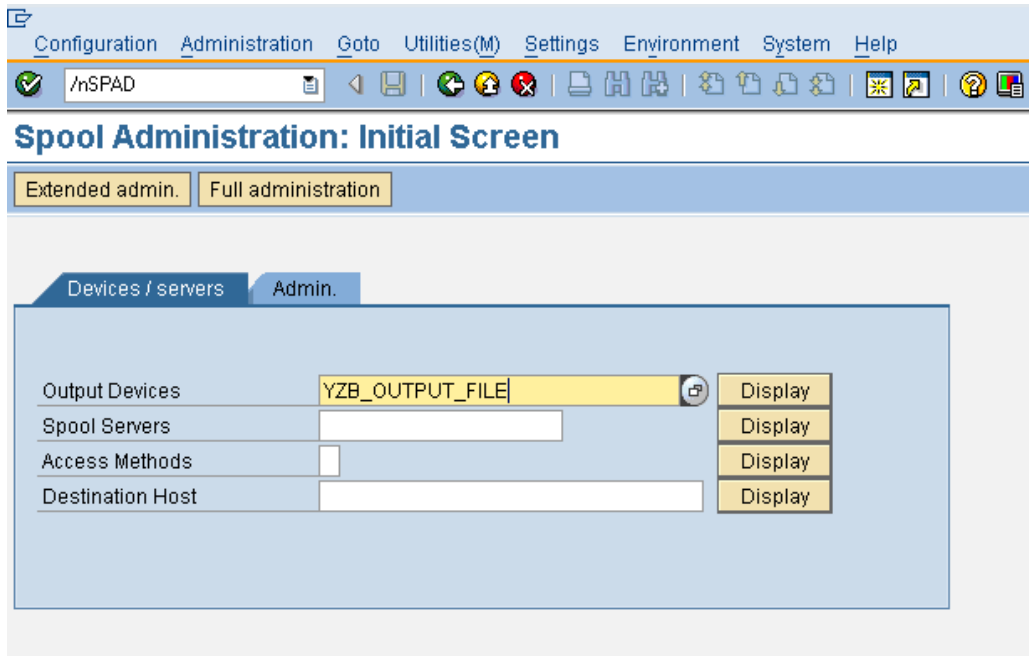 Configuration Administration Goto Utilities(M) Settings Environment System Help
/nSPAD
Spool Administration: Initial Screen
Extended admin. Full administration
Devices / servers Admin.
Output Devices YZB_OUTPUT_FILE Display
Spool Servers Display
Access Methods Display
Destination Host Display